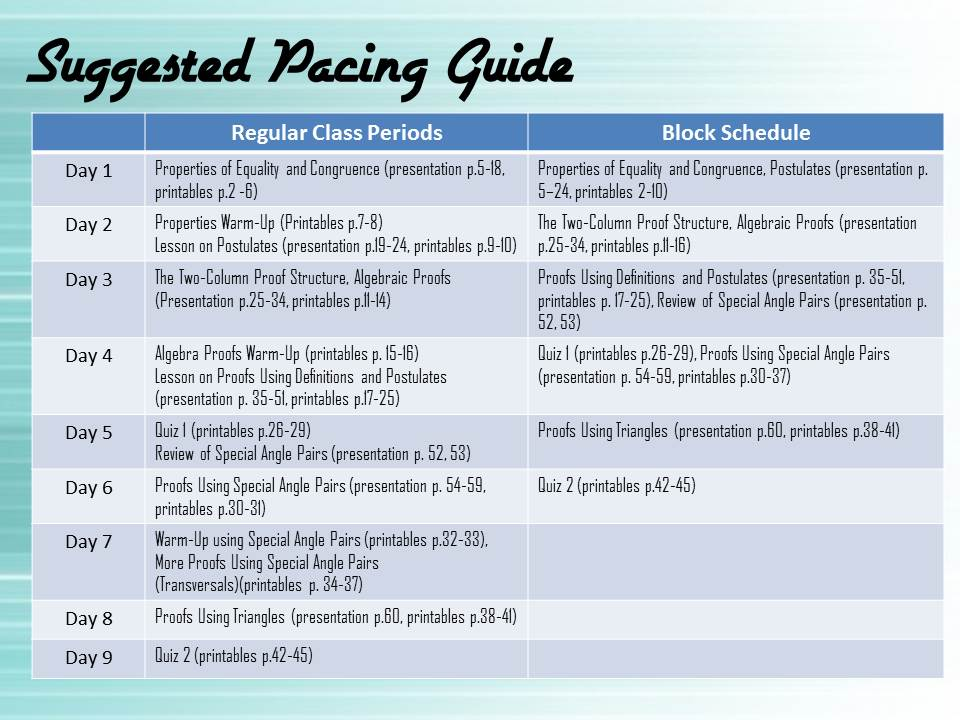 Suggested Pacing Guide
Regular Class Periods
Block Schedule
Day 1
Properties of Equality and Congruence (presentation p.5-18,
printables p.2 -6)
Properties of Equality and Congruence, Postulates (presentation p.
5–24, printables 2-10)
Day 2
Properties Warm-Up (Printables p.7-8)
Lesson on Postulates (presentation p.19-24, printables p.9-10)
The Two-Column Proof Structure, Algebraic Proofs (presentation
p.25-34, printables p.11-16)
Day 3
The Two-Column Proof Structure, Algebraic Proofs
(Presentation p.25-34, printables p.11-14)
Proofs Using Definitions and Postulates (presentation p. 35-51,
printables p. 17-25), Review of Special Angle Pairs (presentation p.
52, 53)
Day 4
Algebra Proofs Warm-Up (printables p. 15-16)
Lesson on Proofs Using Definitions and Postulates
(presentation p. 35-51, printables p.17-25)
Quiz 1 (printables p.26-29), Proofs Using Special Angle Pairs
(presentation p. 54-59, printables p.30-37)
Day 5
Quiz 1 (printables p.26-29)
Review of Special Angle Pairs (presentation p. 52, 53)
Proofs Using Triangles (presentation p.60, printables p.38-41)
Day 6
Proofs Using Special Angle Pairs (presentation p. 54-59,
printables p.30-31)
Quiz 2 (printables p.42-45)
Day 7
Warm-Up using Special Angle Pairs (printables p.32-33),
More Proofs Using Special Angle Pairs
(Transversals)(printables p. 34-37)
Day 8
Proofs Using Triangles (presentation p.60, printables p.38-41)
Day 9
Quiz 2 (printables p.42-45)